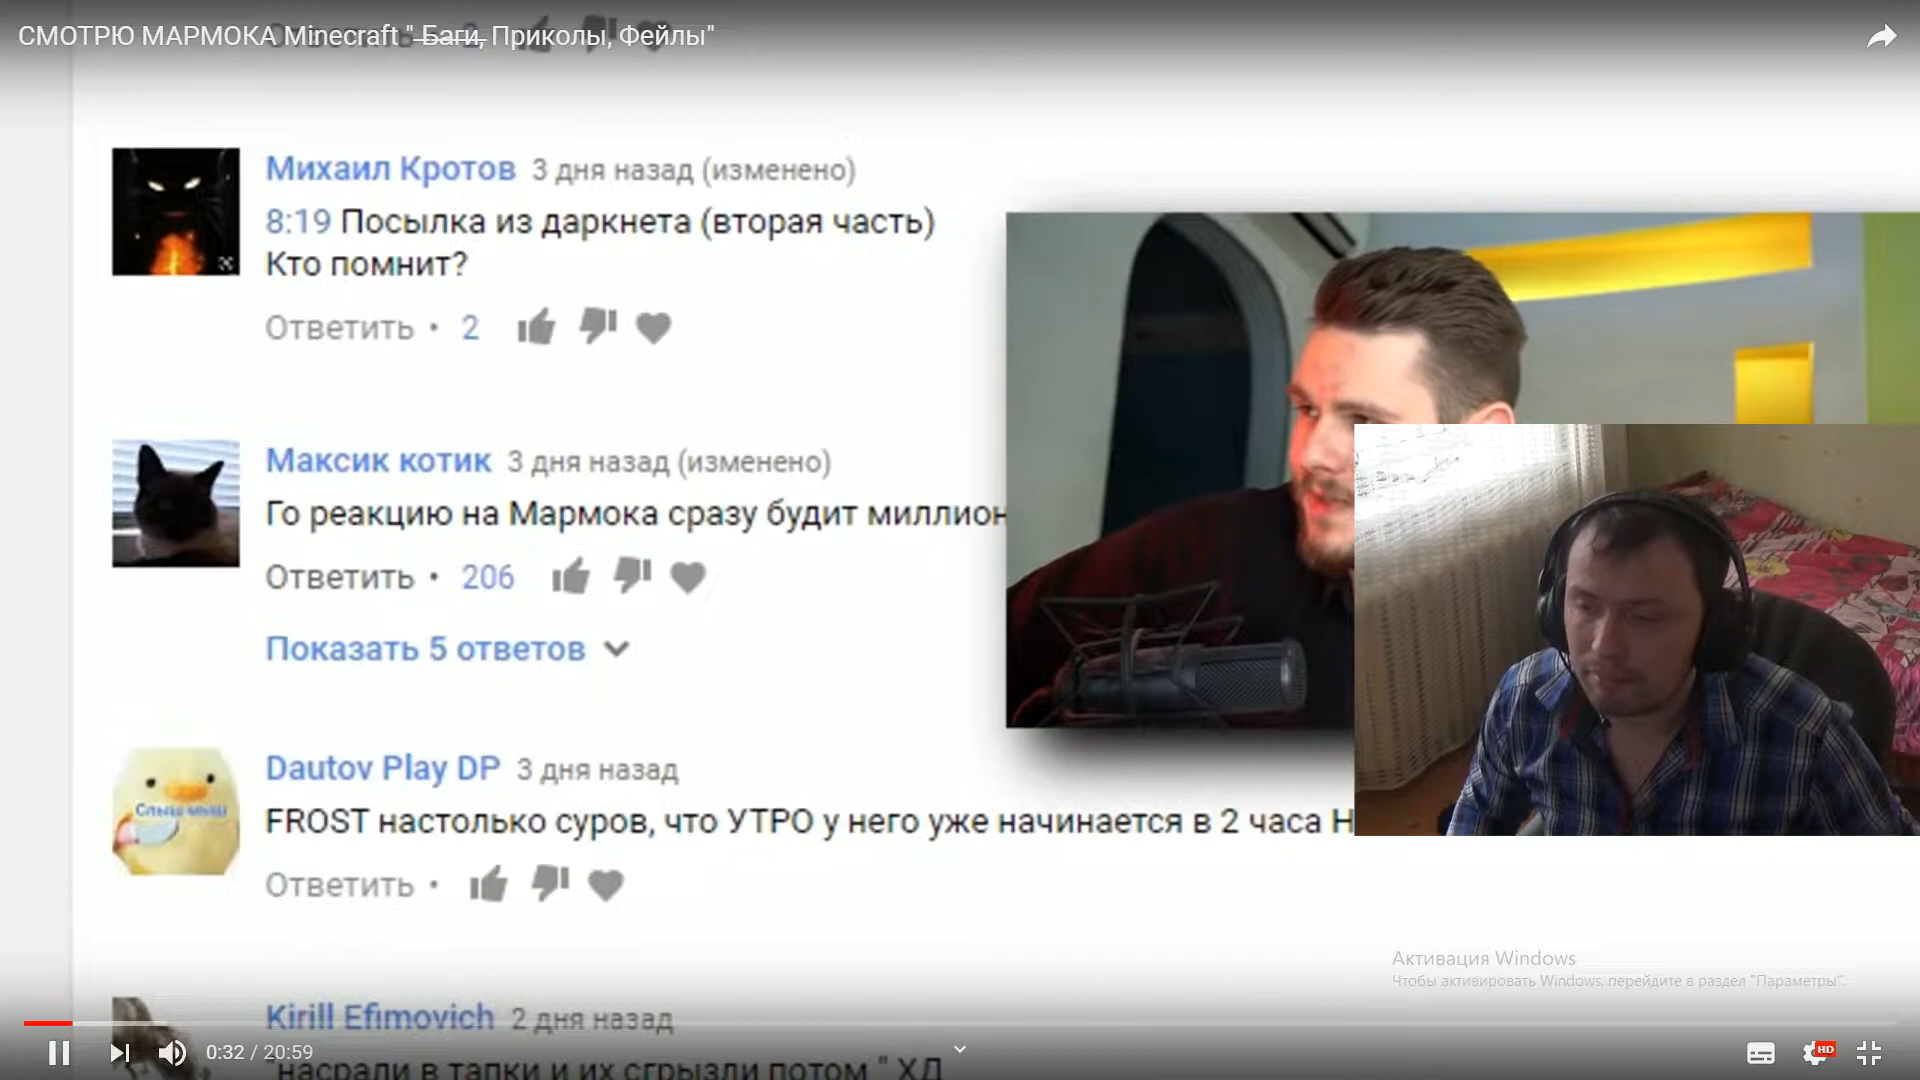 СМОТРЮ МАРМОКА Minecraft " Баги, Приколы, Фейлы"
Михаил Кротов 3 дня назад (изменено)
8:19 Посылка из даркнета (вторая часть)
Кто помнит?
Ответить • 2
Максик котик 3 дня назад (изменено)
Го реакцию на Мармока сразу будит миллион
Ответить • 206
Показать 5 ответов
Dautov Play DP 3 дня назад
Слыш мыш
FROST настолько суров, что УТРО у него уже начинается в 2 часа Н
Ответить •
Активация Windows
Чтобы активировать Windows, перейдите в раздел "Параметры".
Kirill Efimovich 2 дня назад
0:32 / 20:59
HD
насрали в тапки и их сгрызли потом " ХД